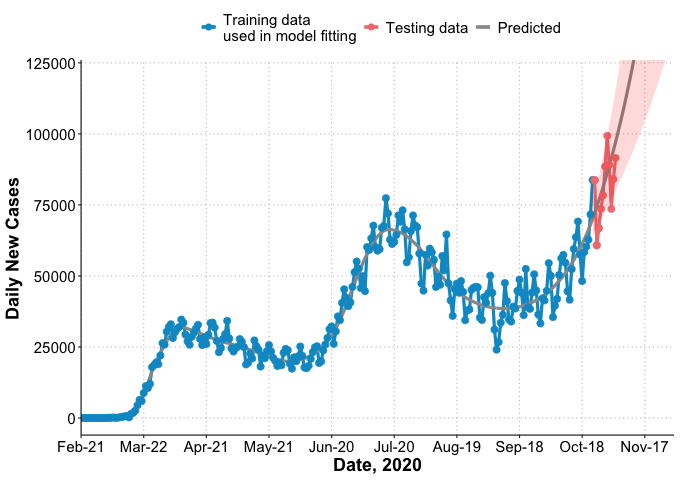 Training data
used in model fitting
Testing data
Predicted
Daily New Cases
125000
100000
75000
50000
25000
0
Feb-21 Mar-22 Apr-21 May-21 Jun-20 Jul-20 Aug-19 Sep-18 Oct-18 Nov-17
Date, 2020